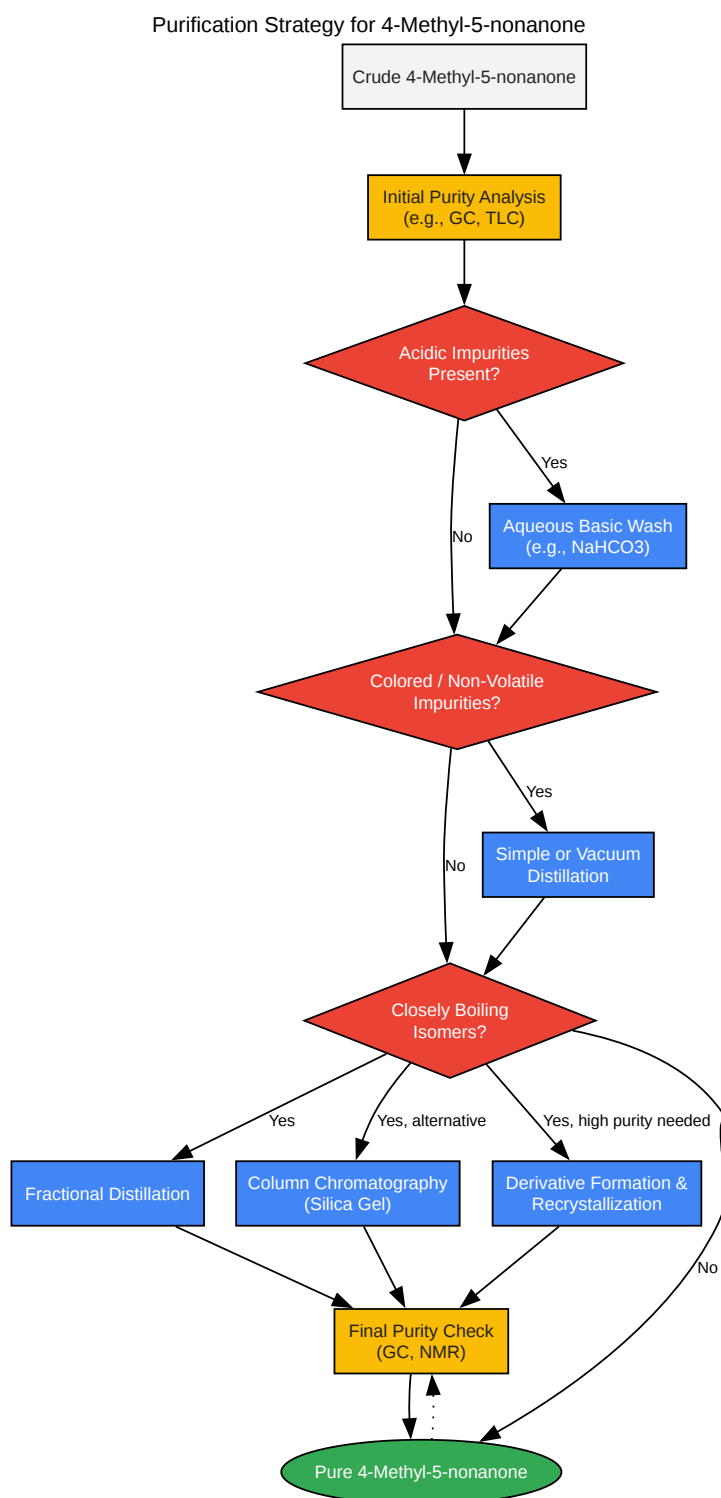 Purification Strategy for 4-Methyl-5-nonanone
Crude 4-Methyl-5-nonanone
Initial Purity Analysis
(e.g., GC, TLC)
Acidic Impurities
Present?
Yes
Aqueous Basic Wash
(e.g., NaHCO3)
No
Colored / Non-Volatile
Impurities?
Yes
Simple or Vacuum
Distillation
No
Closely Boiling
Isomers?
Yes
Yes, alternative
Yes, high purity needed
Fractional Distillation
Column Chromatography
(Silica Gel)
Derivative Formation &
Recrystallization
No
Final Purity Check
(GC, NMR)
Pure 4-Methyl-5-nonanone